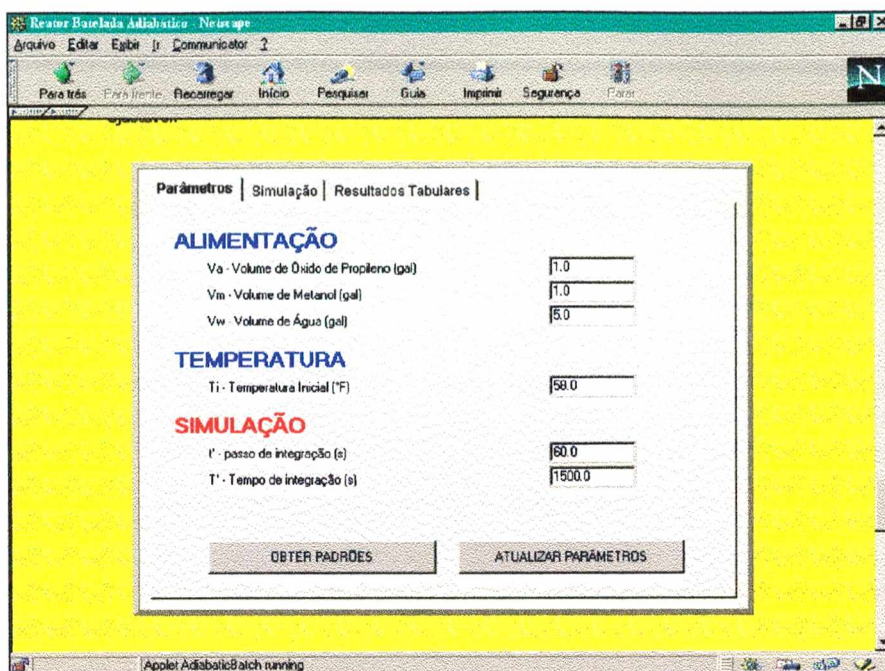 Reator Batelada Adiabático - Netscape
Arquivo Editar Exibir Ir Communicator ?
Para trás Para frente Recarregar Início Pesquisar Guia Imprimir Segurança Parar
N
Parâmetros Simulação Resultados Tabulares
ALIMENTAÇÃO
Va - Volume de Óxido de Propileno (gal) 1.0
Vm - Volume de Metanol (gal) 1.0
Vw - Volume de Água (gal) 5.0
TEMPERATURA
Ti - Temperatura Inicial (°F) 58.0
SIMULAÇÃO
t' - passo de integração (s) 60.0
T' - Tempo de integração (s) 1500.0
OBTER PADRÕES ATUALIZAR PARÂMETROS
Applet AdiabaticBatch running